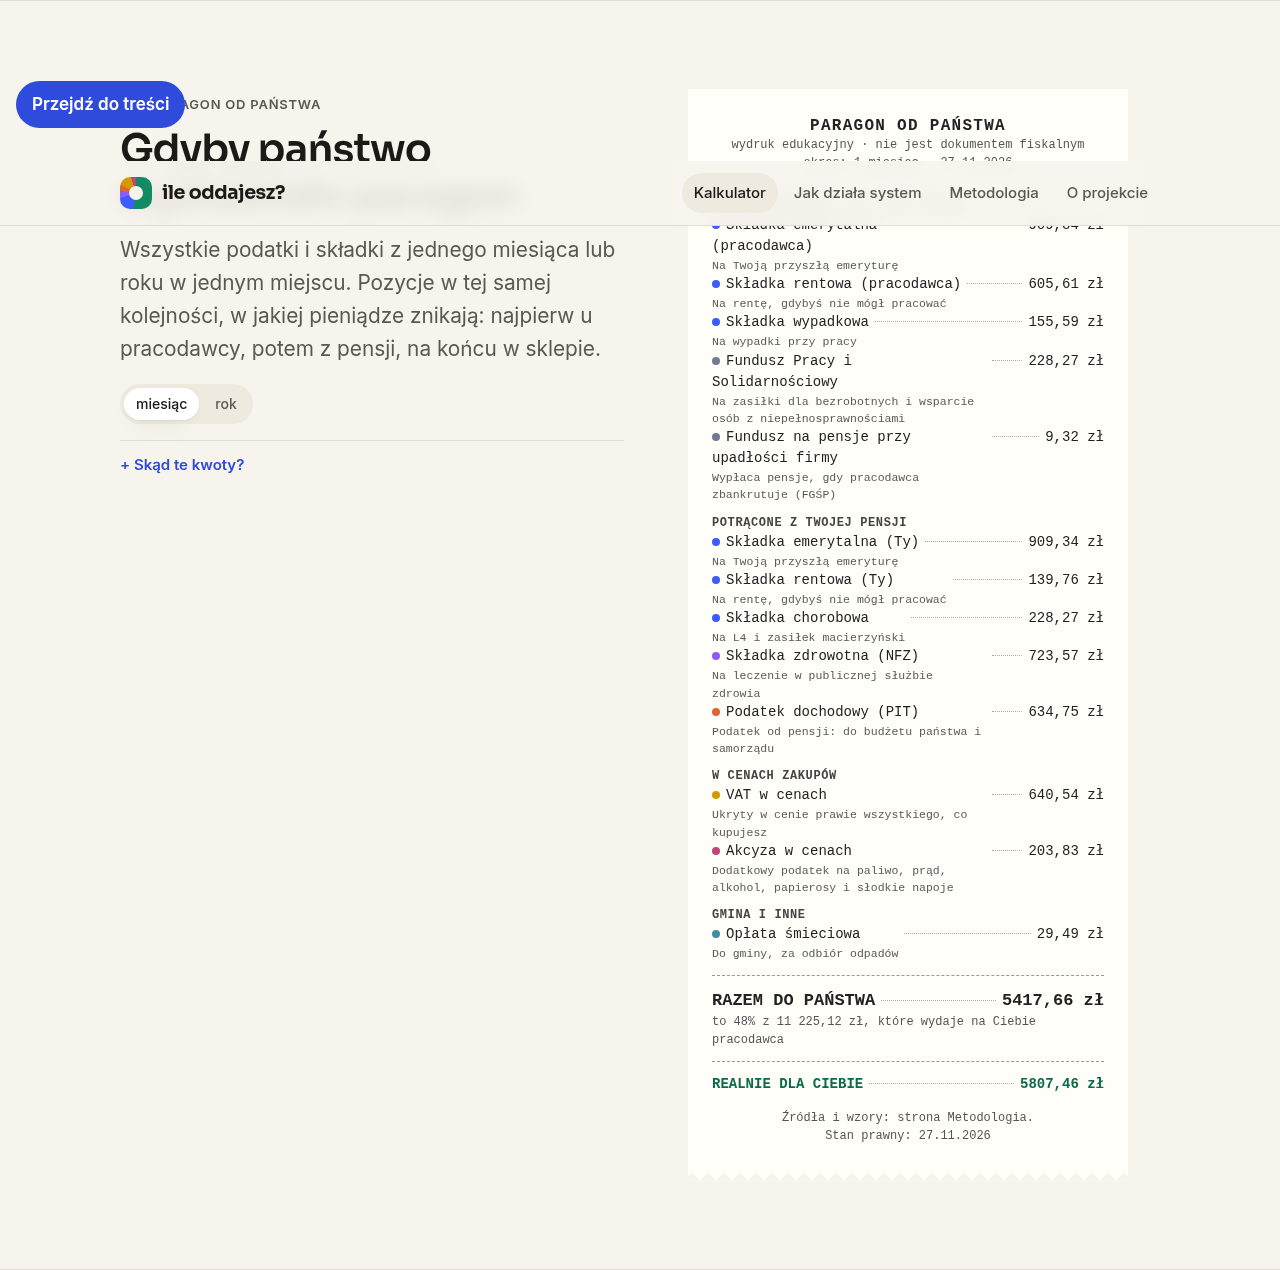 Przejdź do treści
AGON OD PAŃSTWA
Gdyby państwo
ile oddajesz?
Kalkulator
Jak działa system
Metodologia
O projekcie
Wszystkie podatki i składki z jednego miesiąca lub
roku w jednym miejscu. Pozycje w tej samej
kolejności, w jakiej pieniądze znikają: najpierw u
pracodawcy, potem z pensji, na końcu w sklepie.
miesiąc rok
+ Skąd te kwoty?
PARAGON OD PAŃSTWA
wydruk edukacyjny · nie jest dokumentem fiskalnym
okres: 1 miesiąc · 27.11.2026
Składka emerytalna 909,34 zł
(pracodawca)
Na Twoją przyszłą emeryturę
Składka rentowa (pracodawca) 605,61 zł
Na rentę, gdybyś nie mógł pracować
Składka wypadkowa 155,59 zł
Na wypadki przy pracy
Fundusz Pracy i 228,27 zł
Solidarnościowy
Na zasiłki dla bezrobotnych i wsparcie
osób z niepełnosprawnościami
Fundusz na pensje przy 9,32 zł
upadłości firmy
Wypłaca pensje, gdy pracodawca
zbankrutuje (FGŚP)
POTRĄCONE Z TWOJEJ PENSJI
Składka emerytalna (Ty) 909,34 zł
Na Twoją przyszłą emeryturę
Składka rentowa (Ty) 139,76 zł
Na rentę, gdybyś nie mógł pracować
Składka chorobowa 228,27 zł
Na L4 i zasiłek macierzyński
Składka zdrowotna (NFZ) 723,57 zł
Na leczenie w publicznej służbie
zdrowia
Podatek dochodowy (PIT) 634,75 zł
Podatek od pensji: do budżetu państwa i
samorządu
W CENACH ZAKUPÓW
VAT w cenach 640,54 zł
Ukryty w cenie prawie wszystkiego, co
kupujesz
Akcyza w cenach 203,83 zł
Dodatkowy podatek na paliwo, prąd,
alkohol, papierosy i słodkie napoje
GMINA I INNE
Opłata śmieciowa 29,49 zł
Do gminy, za odbiór odpadów
RAZEM DO PAŃSTWA 5417,66 zł
to 48% z 11 225,12 zł, które wydaje na Ciebie
pracodawca
REALNIE DLA CIEBIE 5807,46 zł
Źródła i wzory: strona Metodologia.
Stan prawny: 27.11.2026